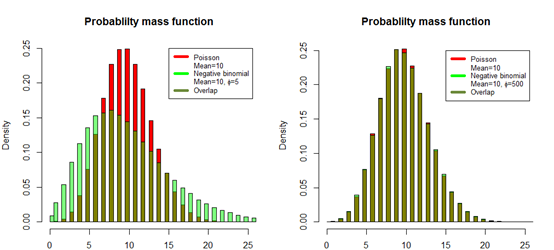 Probablilty mass function
Poisson
Mean=10
Negative binomial
Mean=10, ϕ=5
Overlap
Density
0.00 0.05 0.10 0.15 0.20 0.25
0 5 10 15 20 25
Probablilty mass function
Poisson
Mean=10
Negative binomial
Mean=10, ϕ=500
Overlap
Density
0.00 0.05 0.10 0.15 0.20 0.25
0 5 10 15 20 25